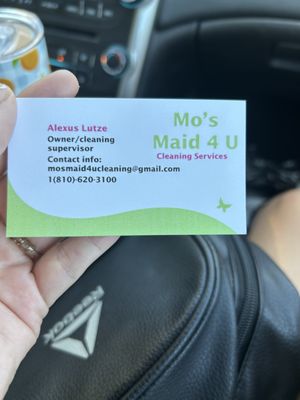 Alexus Lutze
Owner/cleaning
supervisor
Contact info:
mosmaid4ucleaning@gmail.com
1(810)-620-3100
Mo's
Maid 4 U
Cleaning Services
Reebok